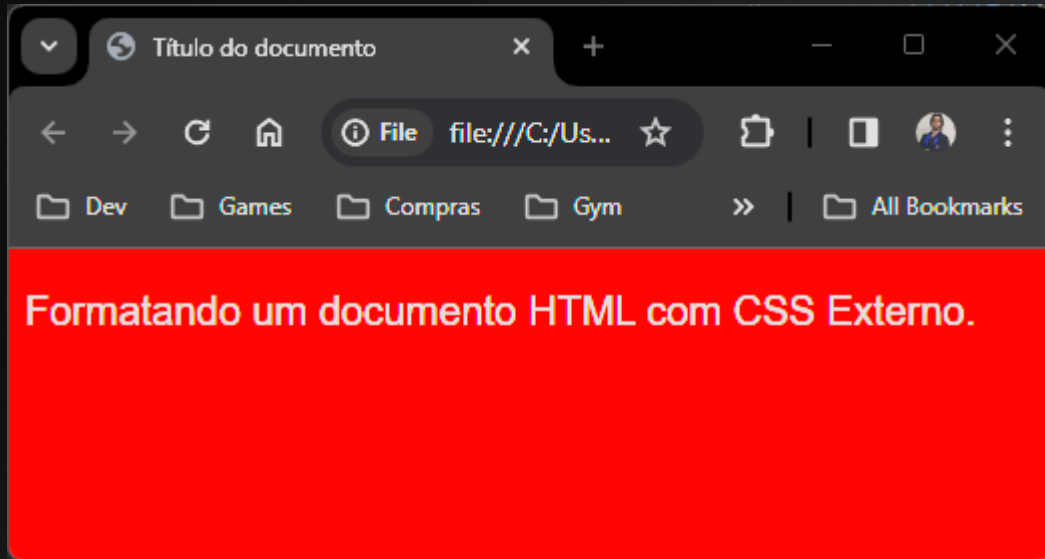 Título do documento
File file:///C:/Us...
Dev Games Compras Gym All Bookmarks
Formatando um documento HTML com CSS Externo.